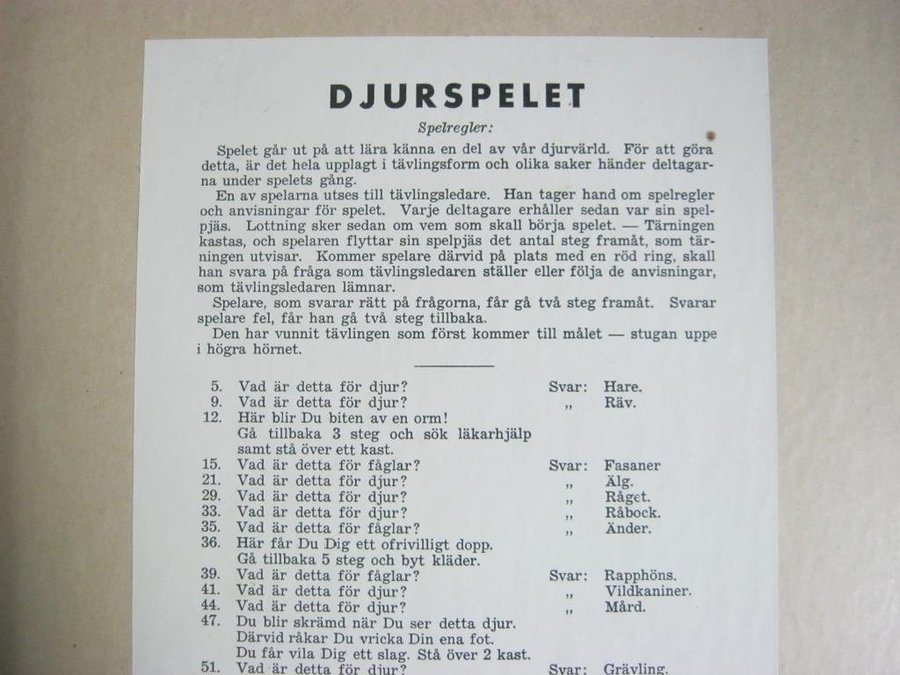 DJURSPELET
Spelregler:
Spelet går ut på att lära känna en del av vår djurvärld. För att göra
detta, är det hela upplagt i tävlingsform och olika saker händer deltagar-
na under spelets gång.
En av spelarna utses till tävlingsledare. Han tager hand om spelregler
och anvisningar för spelet. Varje deltagare erhåller sedan var sin spel-
pjäs. Lottning sker sedan om vem som skall börja spelet. — Tärningen
kastas, och spelaren flyttar sin spelpjäs det antal steg framåt, som tär-
ningen utvisar. Kommer spelare därvid på plats med en röd ring, skall
han svara på fråga som tävlingsledaren ställer eller följa de anvisningar,
som tävlingsledaren lämnar.
Spelare, som svarar rätt på frågorna, får gå två steg framåt. Svarar
spelare fel, får han gå två steg tillbaka.
Den har vunnit tävlingen som först kommer till målet — stugan uppe
i högra hörnet.
5. Vad är detta för djur? Svar: Hare.
9. Vad är detta för djur? „ Räv.
12. Här blir Du biten av en orm!
Gå tillbaka 3 steg och sök läkarhjälp
samt stå över ett kast.
15. Vad är detta för fåglar? Svar: Fasaner
21. Vad är detta för djur? „ Älg.
29. Vad är detta för djur? „ Råget.
33. Vad är detta för djur? „ Råbock.
35. Vad är detta för fåglar? „ Änder.
36. Här får Du Dig ett ofrivilligt dopp.
Gå tillbaka 5 steg och byt kläder.
39. Vad är detta för fåglar? Svar: Rapphöns.
41. Vad är detta för djur? „ Vildkaniner.
44. Vad är detta för djur? „ Mård.
47. Du blir skrämd när Du ser detta djur.
Därvid råkar Du vricka Din ena fot.
Du får vila Dig ett slag. Stå över 2 kast.
51. Vad är detta för djur? Svar: Grävling.